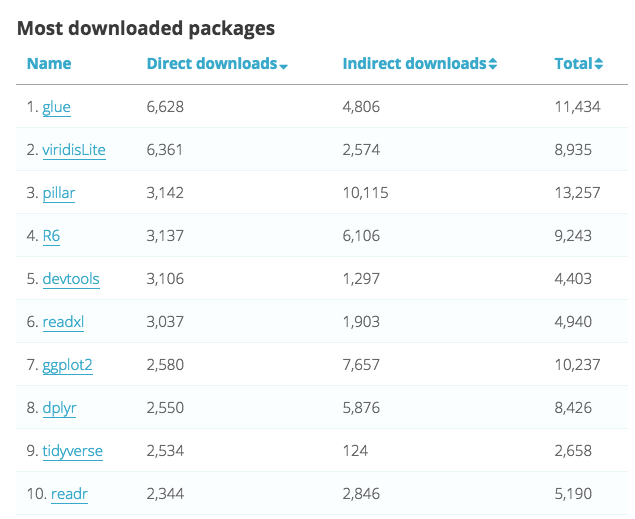 Most downloaded packages
Name Direct downloads Indirect downloads Total
1. glue 6,628 4,806 11,434
2. viridisLite 6,361 2,574 8,935
3. pillar 3,142 10,115 13,257
4. R6 3,137 6,106 9,243
5. devtools 3,106 1,297 4,403
6. readxl 3,037 1,903 4,940
7. ggplot2 2,580 7,657 10,237
8. dplyr 2,550 5,876 8,426
9. tidyverse 2,534 124 2,658
10. readr 2,344 2,846 5,190